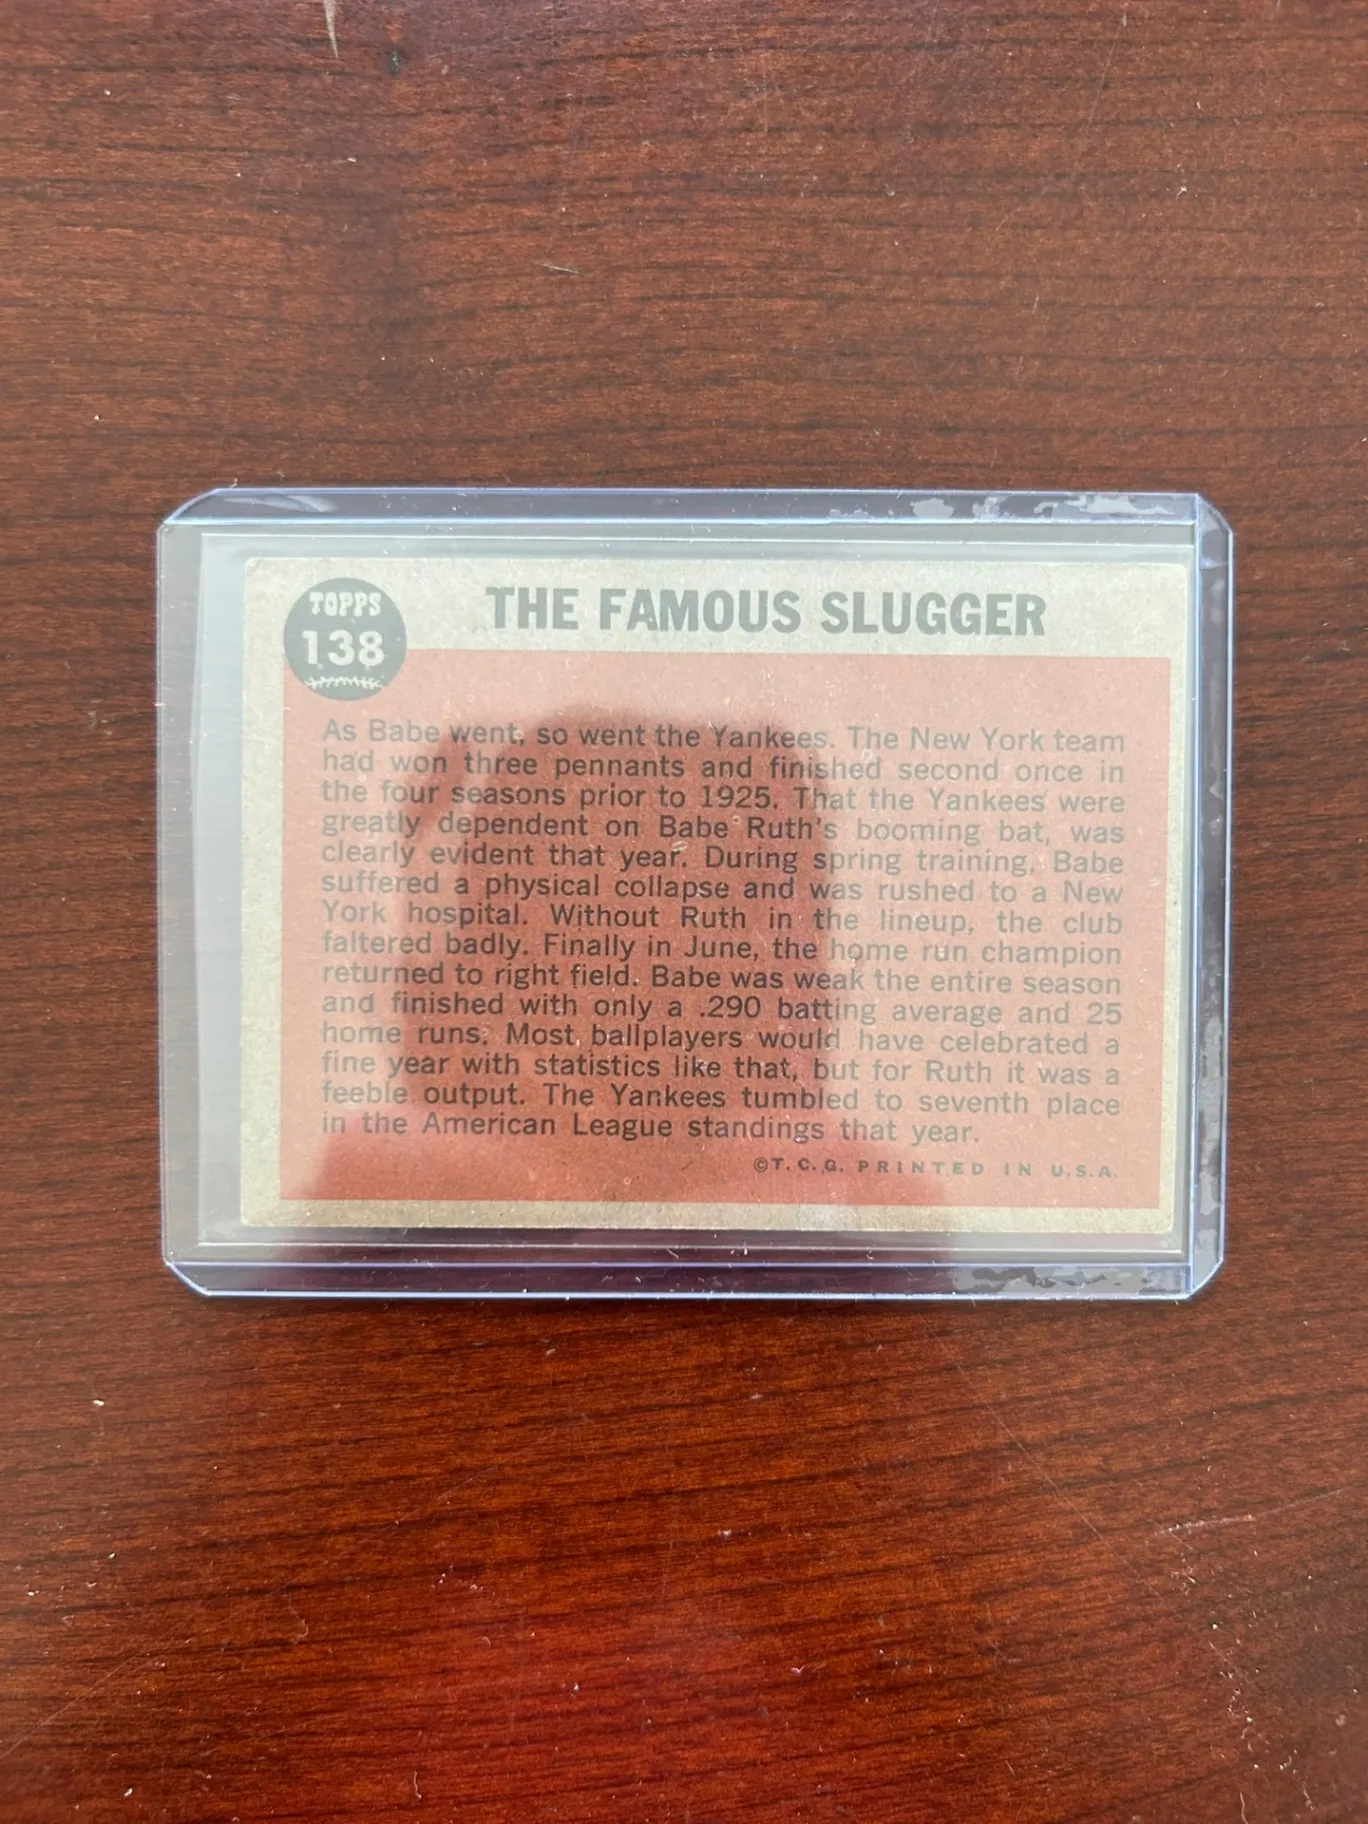 TOPPS
138
THE FAMOUS SLUGGER
As Babe went, so went the Yankees. The New York team
had won three pennants and finished second once in
the four seasons prior to 1925. That the Yankees were
greatly dependent on Babe Ruth's booming bat, was
clearly evident that year. During spring training, Babe
suffered a physical collapse and was rushed to a New
York hospital. Without Ruth in the lineup, the club
faltered badly. Finally in June, the home run champion
returned to right field. Babe was weak the entire season
and finished with only a .290 batting average and 25
home runs. Most ballplayers would have celebrated a
fine year with statistics like that, but for Ruth it was a
feeble output. The Yankees tumbled to seventh place
in the American League standings that year.
©T.C.G. PRINTED IN U.S.A.